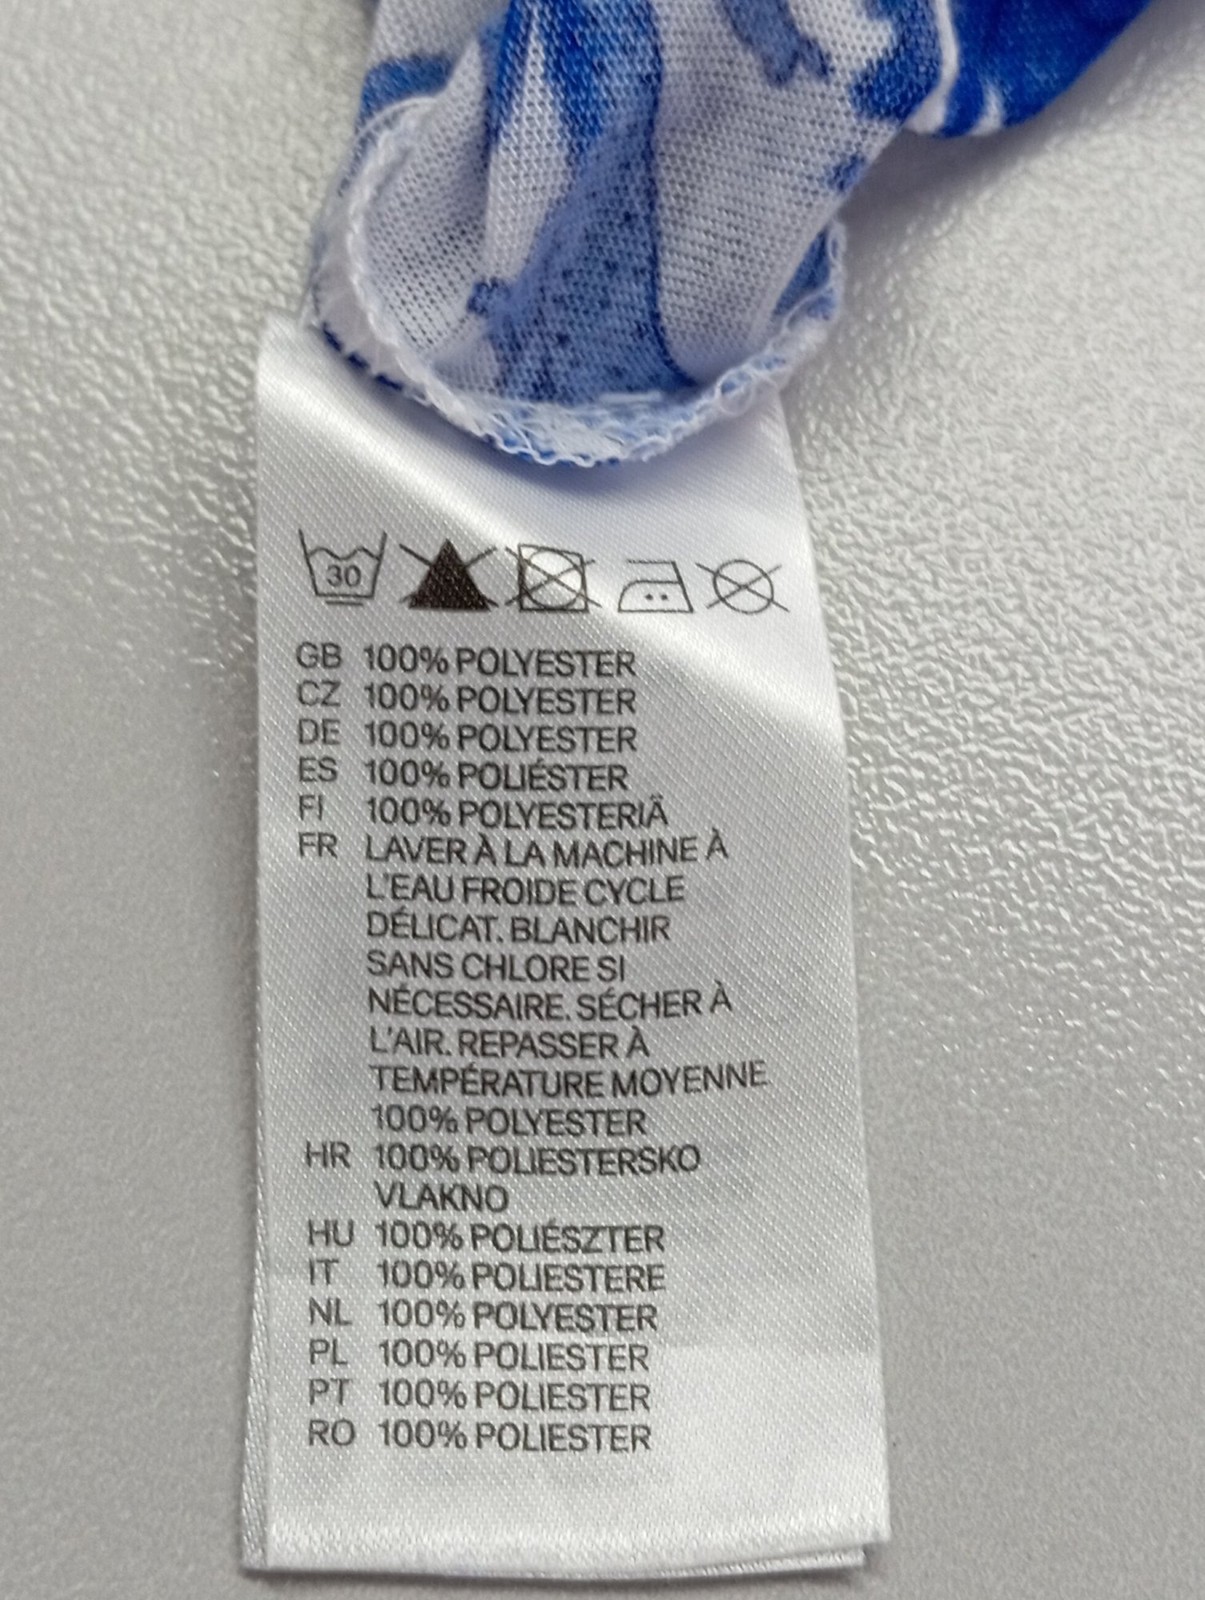 30
GB 100% POLYESTER
CZ 100% POLYESTER
DE 100% POLYESTER
ES 100% POLIÉSTER
FI 100% POLYESTERIÄ
FR LAVER À LA MACHINE À
L'EAU FROIDE CYCLE
DÉLICAT. BLANCHIR
SANS CHLORE SI
NÉCESSAIRE. SÉCHER À
L'AIR. REPASSER À
TEMPÉRATURE MOYENNE
100% POLYESTER
HR 100% POLIESTERSKO
VLAKNO
HU 100% POLIÉSZTER
IT 100% POLIESTERE
NL 100% POLYESTER
PL 100% POLIESTER
PT 100% POLIESTER
RO 100% POLIESTER